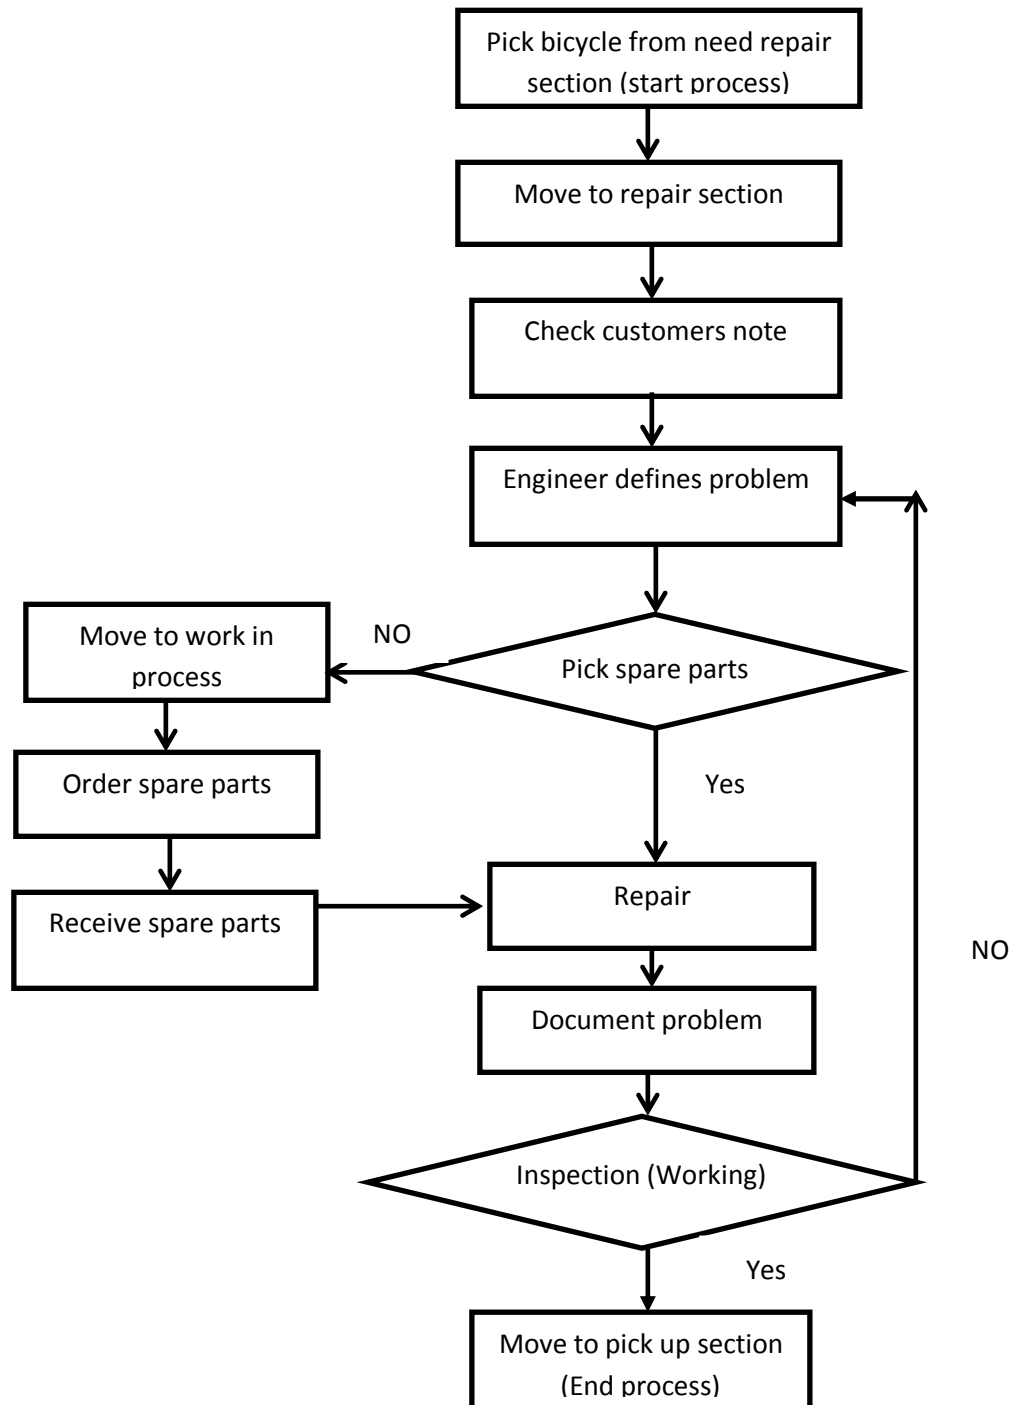 Pick bicycle from need repair
section (start process)
Move to repair section
Check customers note
Engineer defines problem
Move to work in
process
NO
Pick spare parts
Order spare parts
Yes
Receive spare parts
Repair
NO
Document problem
Inspection (Working)
Yes
Move to pick up section
(End process)